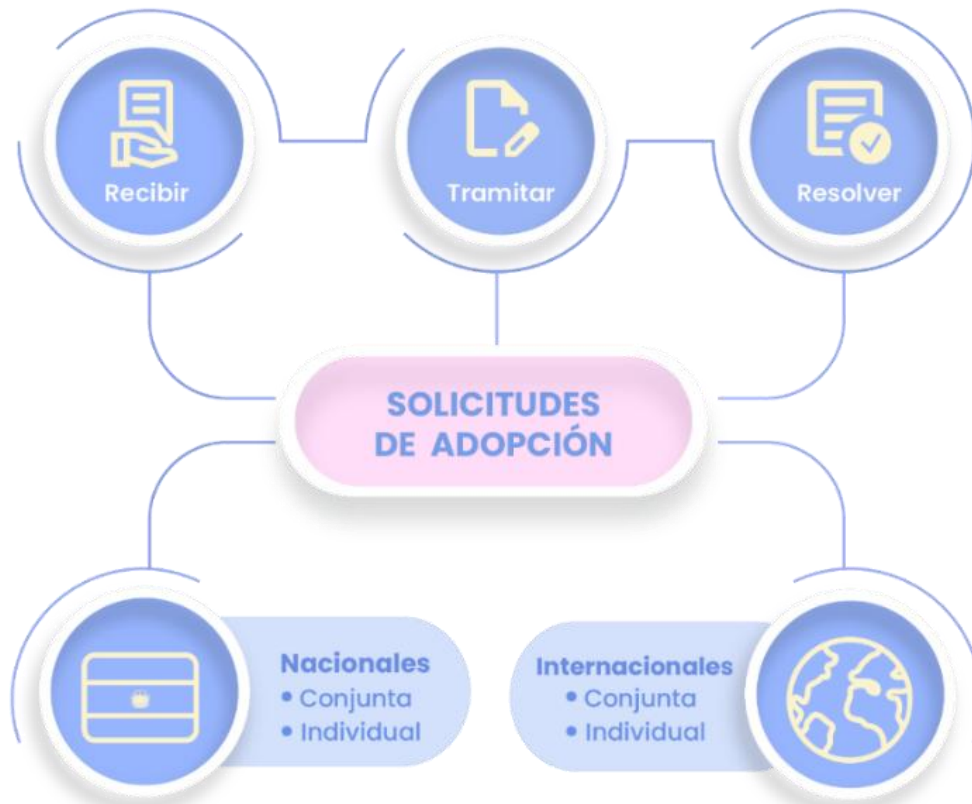 Recibir
Tramitar
Resolver
SOLICITUDES
DE ADOPCIÓN
Nacionales
• Conjunta
• Individual
Internacionales
• Conjunta
• Individual